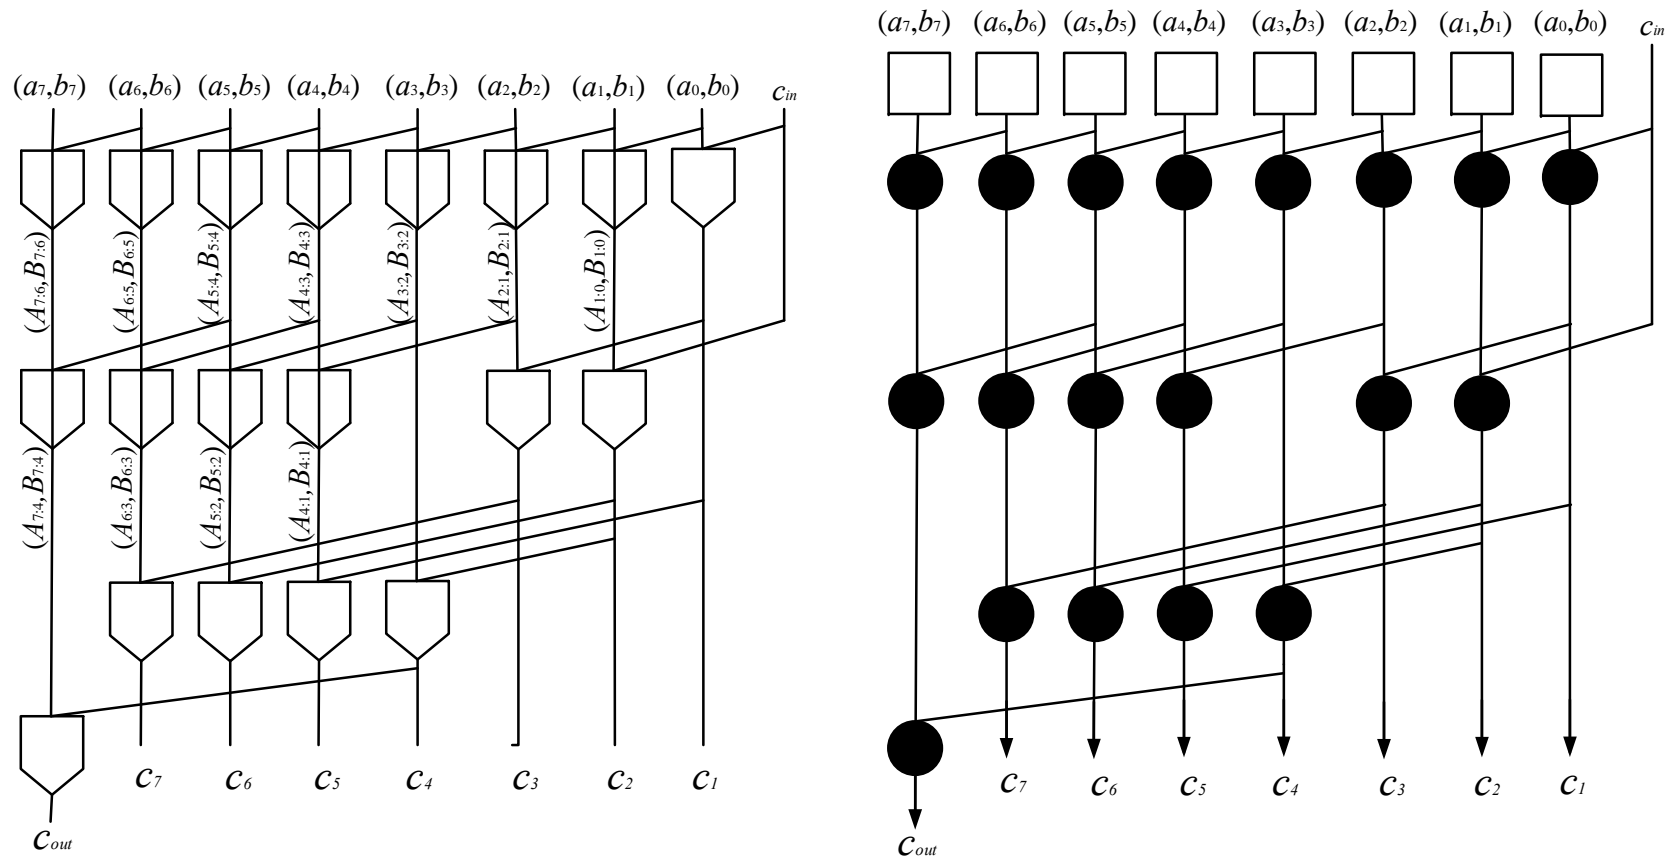 (a7,b7) (a6,b6) (a5,b5) (a4,b4) (a3,b3) (a2,b2) (a1,b1) (a0,b0) cin
(A7:6,B7:6) (A6:5,B6:5) (A5:4,B5:4) (A4:3,B4:3) (A3:2,B3:2) (A2:1,B2:1) (A1:0,B1:0)
(A7:4,B7:4) (A6:3,B6:3) (A5:2,B5:2) (A4:1,B4:1)
c7 c6 c5 c4 c3 c2 c1
cout
(a7,b7) (a6,b6) (a5,b5) (a4,b4) (a3,b3) (a2,b2) (a1,b1) (a0,b0) cin
c7 c6 c5 c4 c3 c2 c1
cout